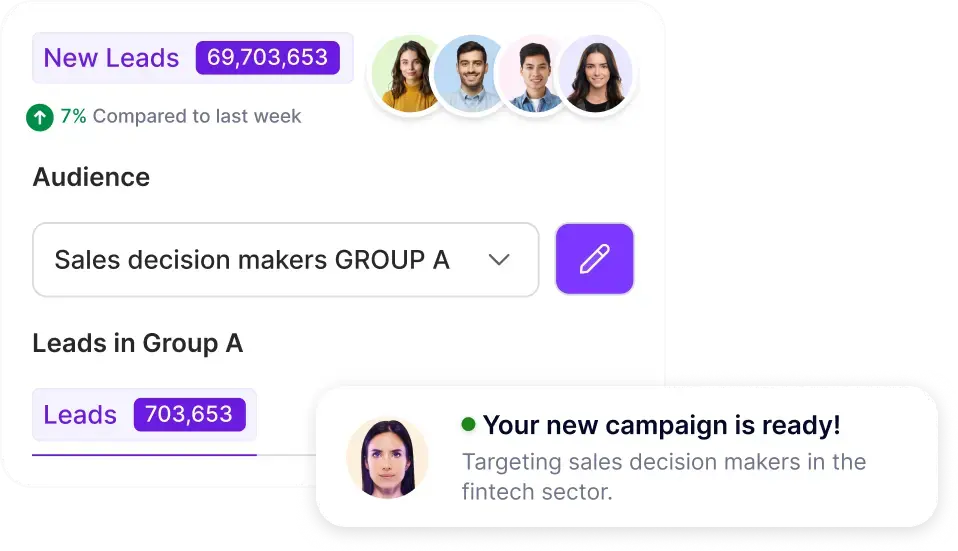 New Leads 69,703,653
7% Compared to last week
Audience
Sales decision makers GROUP A
Leads in Group A
Leads 703,653
Your new campaign is ready!
Targeting sales decision makers in the
fintech sector.